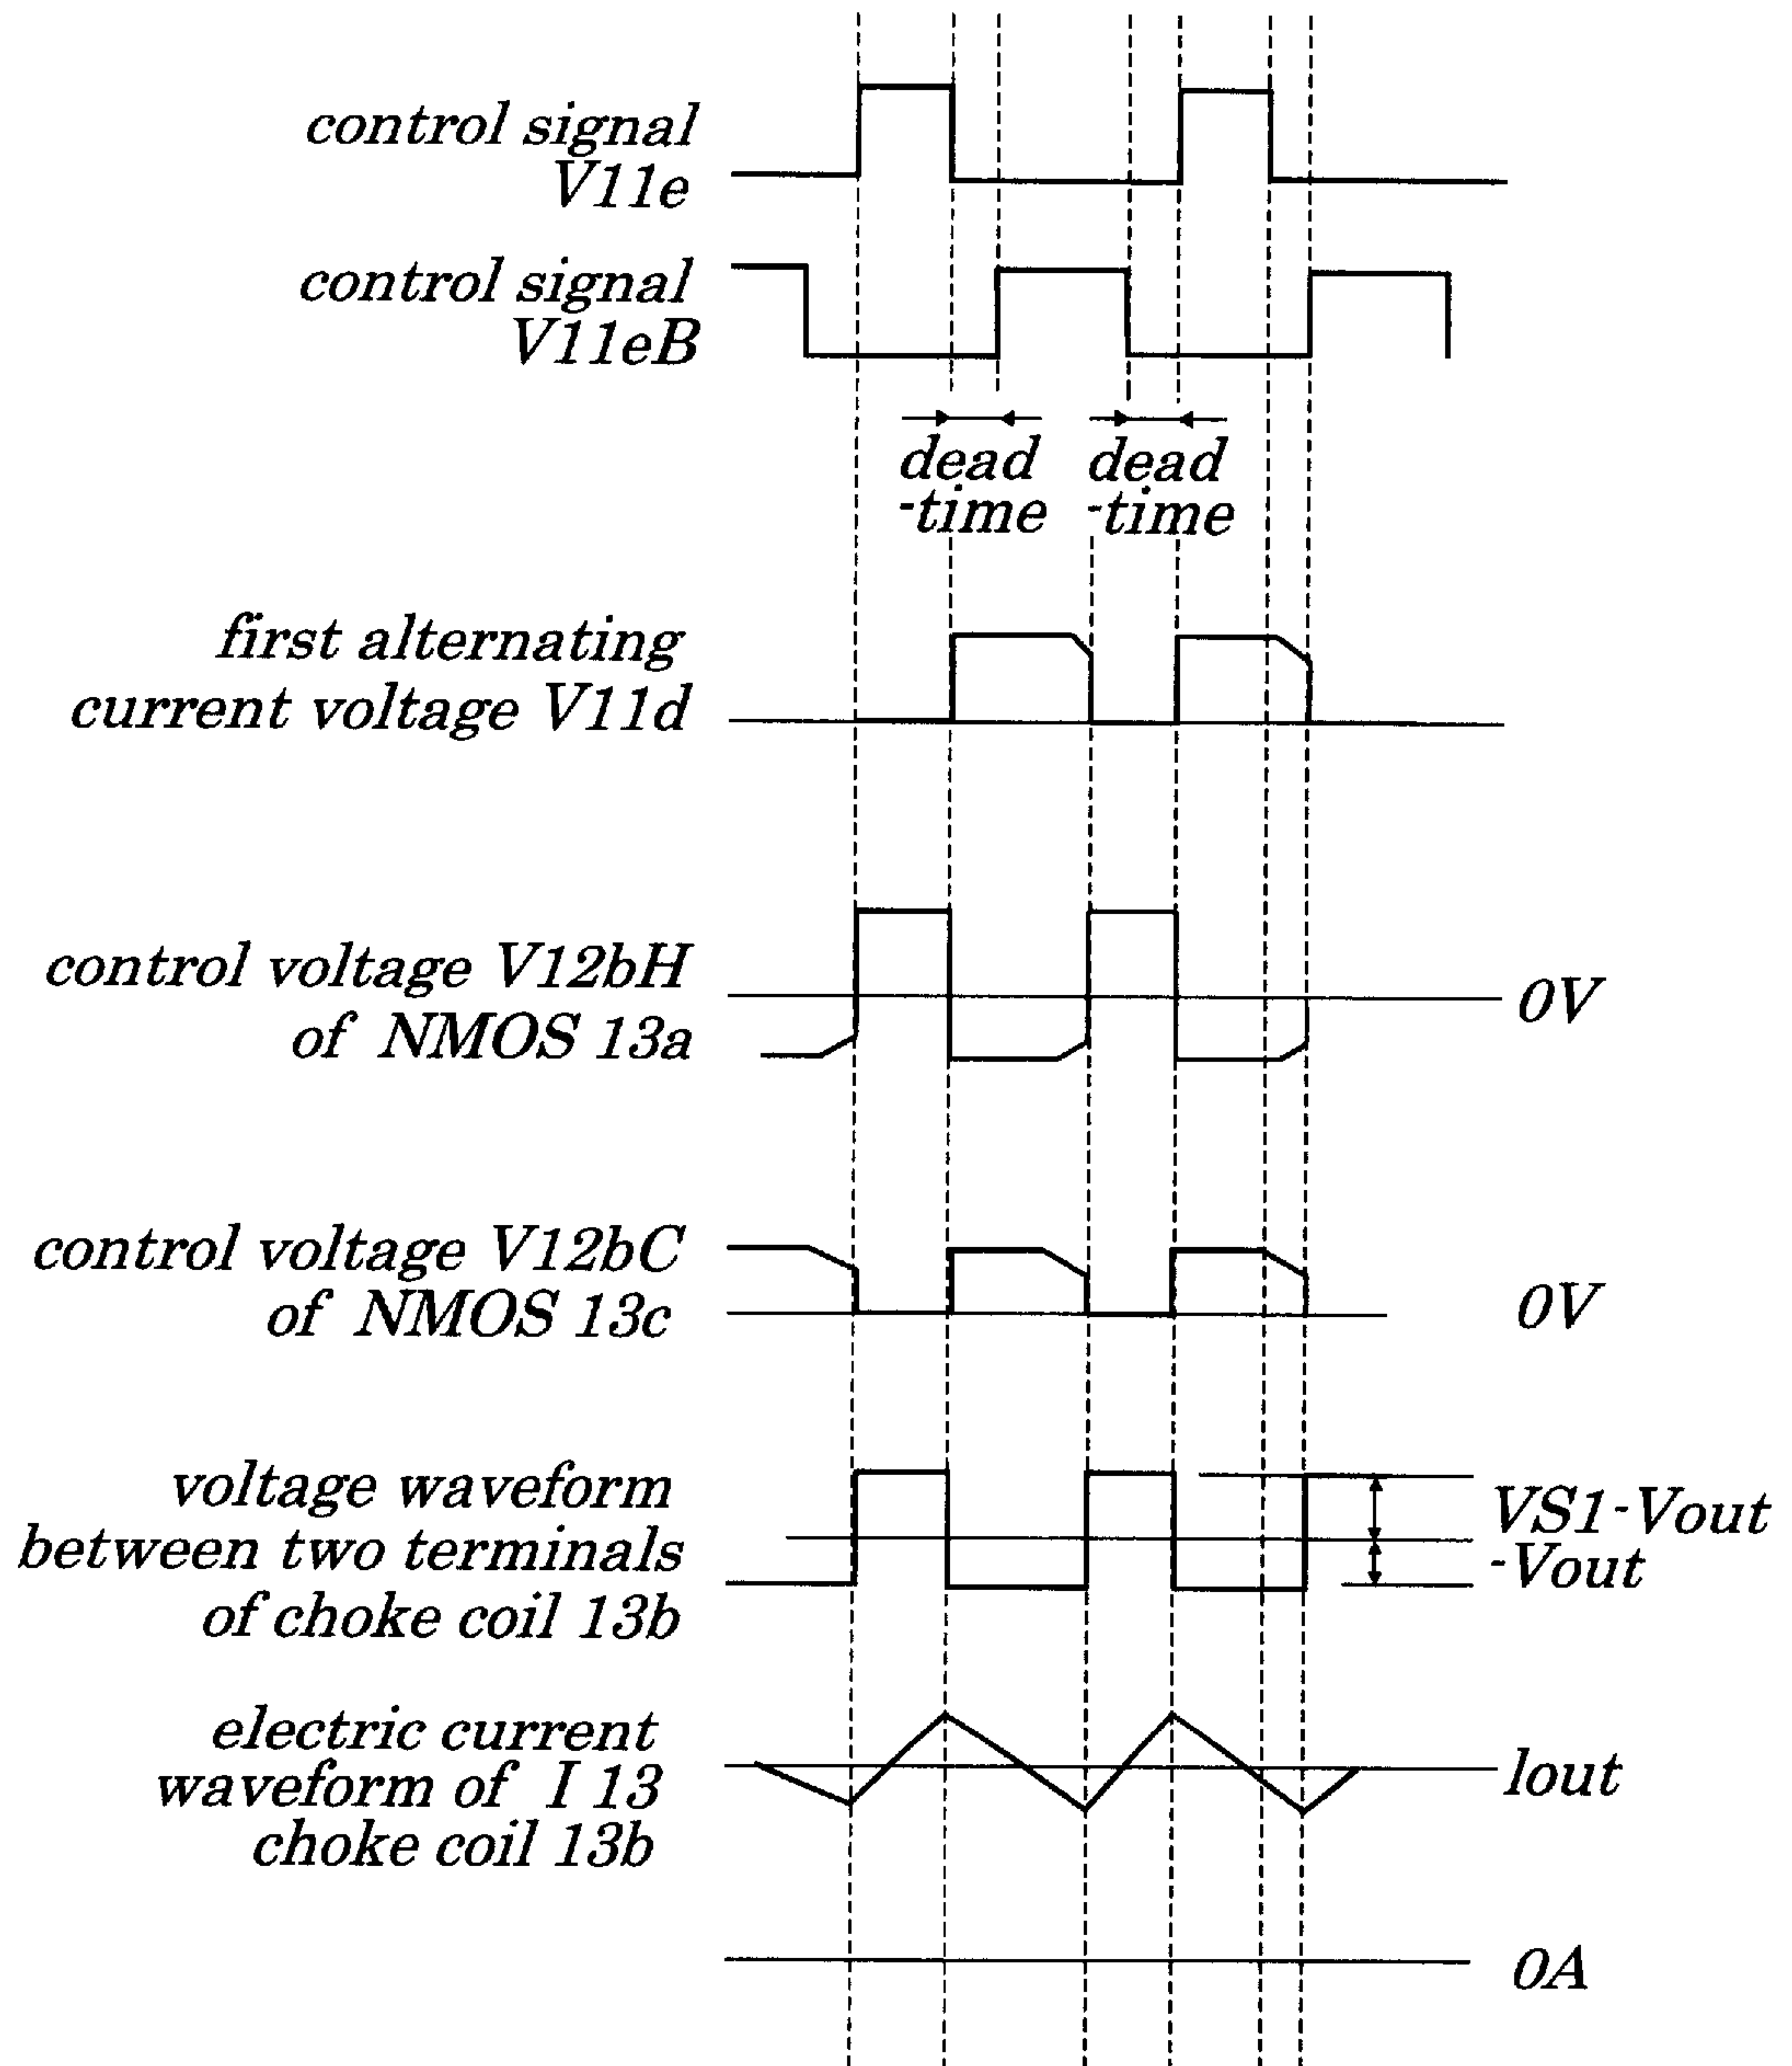 control signal
V11e
control signal
V11eB
dead
-time
dead
-time
first alternating
current voltage V11d
control voltage V12bH
of NMOS 13a
0V
control voltage V12bC
of NMOS 13c
0V
voltage waveform
between two terminals
of choke coil 13b
VS1-Vout
-Vout
electric current
waveform of I 13
choke coil 13b
Iout
0A